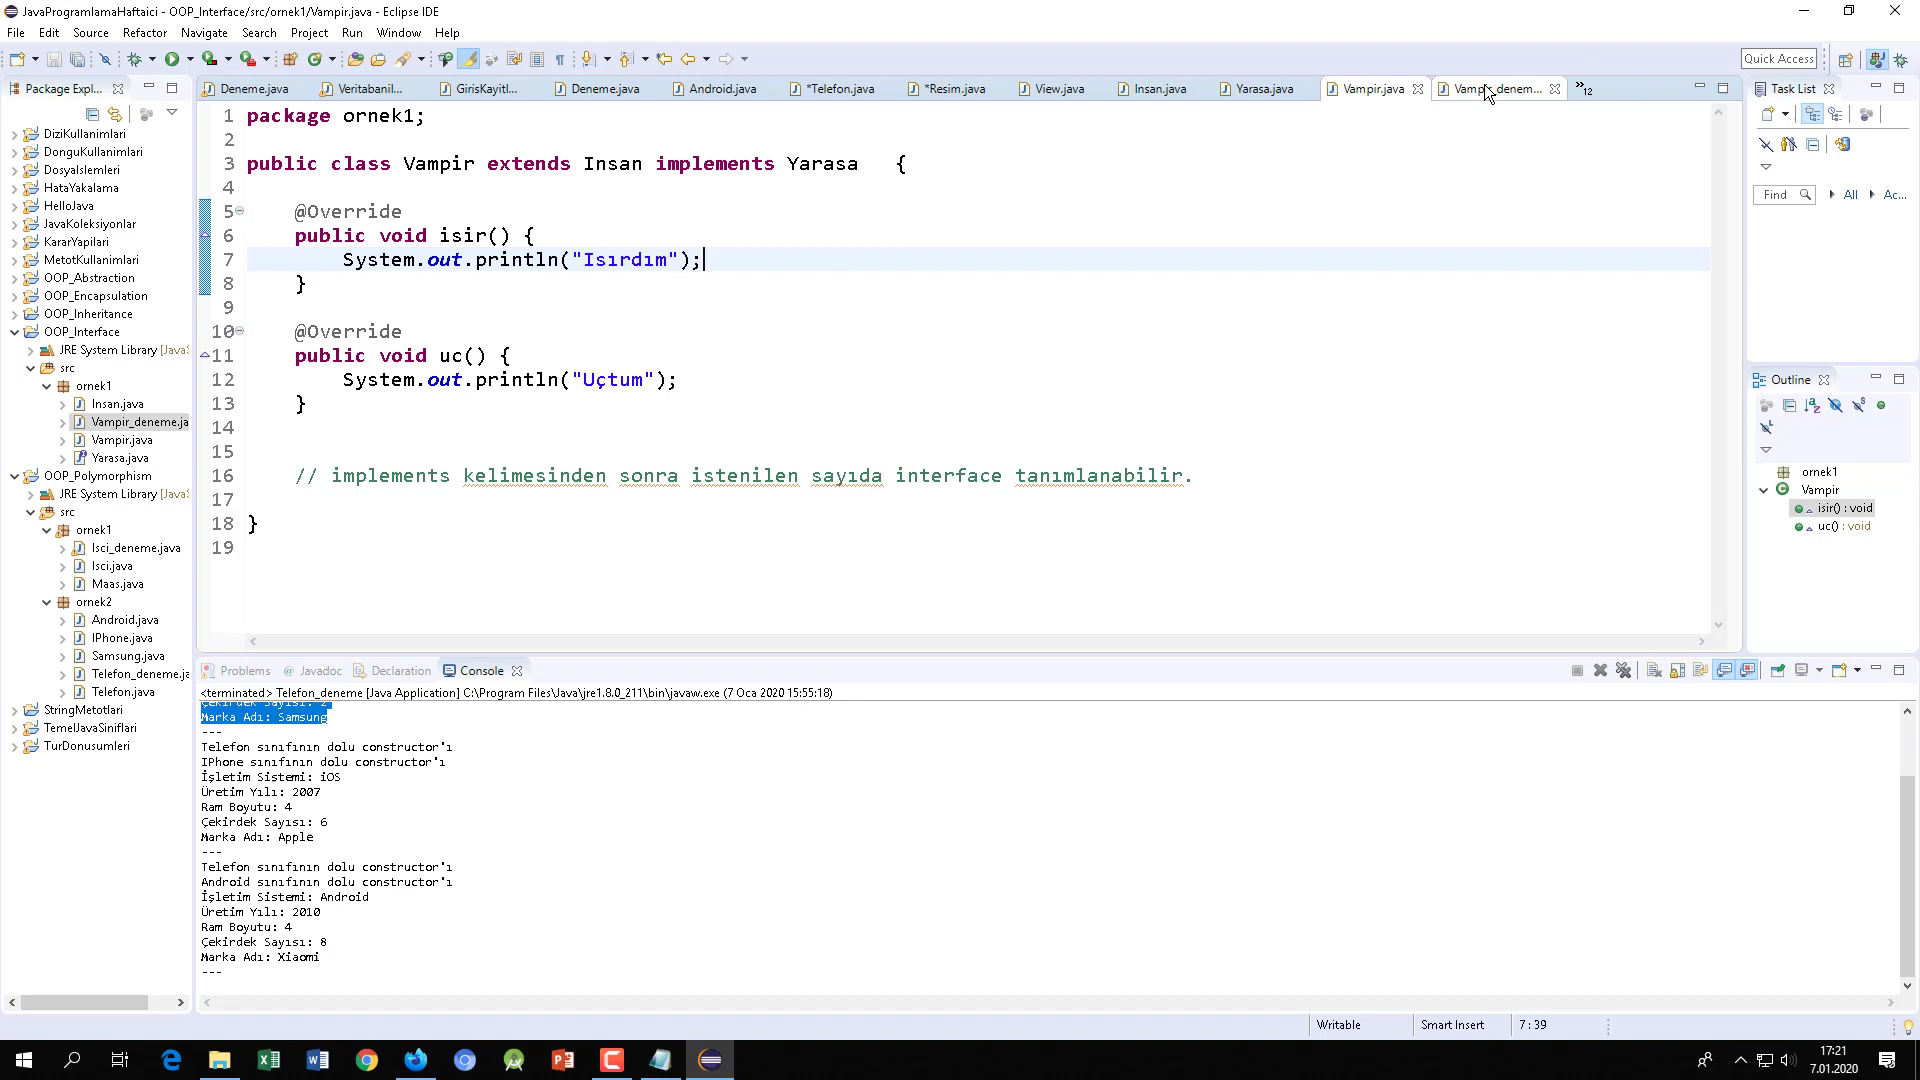 JavaProgramlamaHaftaici - OOP_Interface/src/ornek1/Vampir.java - Eclipse IDE
File Edit Source Refactor Navigate Search Project Run Window Help
Quick Access
Package Expl...
Deneme.java Veritabanil... GirisKayitl... Deneme.java Android.java *Telefon.java *Resim.java View.java Insan.java Yarasa.java Vampir.java Vampir_denem... »12
Task List
DiziKullanimlari
DonguKullanimlari
Dosyalslemleri
HataYakalama
HelloJava
JavaKoleksiyonlar
KararYapilari
MetotKullanimlari
OOP_Abstraction
OOP_Encapsulation
OOP_Inheritance
OOP_Interface
JRE System Library [JavaS
src
ornek1
Insan.java
Vampir_deneme.ja
Vampir.java
Yarasa.java
OOP_Polymorphism
JRE System Library [JavaS
src
ornek1
Isci_deneme.java
Isci.java
Maas.java
ornek2
Android.java
IPhone.java
Samsung.java
Telefon_deneme.ja
Telefon.java
StringMetotlari
TemelJavaSiniflari
TurDonusumleri
1 package ornek1;
2
3 public class Vampir extends Insan implements Yarasa {
4
5 @Override
6 public void isir() {
7 System.out.println("Isırdım");
8 }
9
10 @Override
11 public void uc() {
12 System.out.println("Uçtum");
13 }
14
15
16 // implements kelimesinden sonra istenilen sayıda interface tanımlanabilir.
17
18 }
19
Find All Ac...
Outline
ornek1
Vampir
isir() : void
uc() : void
Problems @ Javadoc Declaration Console
<terminated> Telefon_deneme [Java Application] C:\Program Files\Java\jre1.8.0_211\bin\javaw.exe (7 Oca 2020 15:55:18)
Çekirdek Sayısı: 2
Marka Adı: Samsung
---
Telefon sınıfının dolu constructor'ı
IPhone sınıfının dolu constructor'ı
İşletim Sistemi: iOS
Üretim Yılı: 2007
Ram Boyutu: 4
Çekirdek Sayısı: 6
Marka Adı: Apple
---
Telefon sınıfının dolu constructor'ı
Android sınıfının dolu constructor'ı
İşletim Sistemi: Android
Üretim Yılı: 2010
Ram Boyutu: 4
Çekirdek Sayısı: 8
Marka Adı: Xiaomi
---
Writable Smart Insert 7 : 39
17:21
7.01.2020